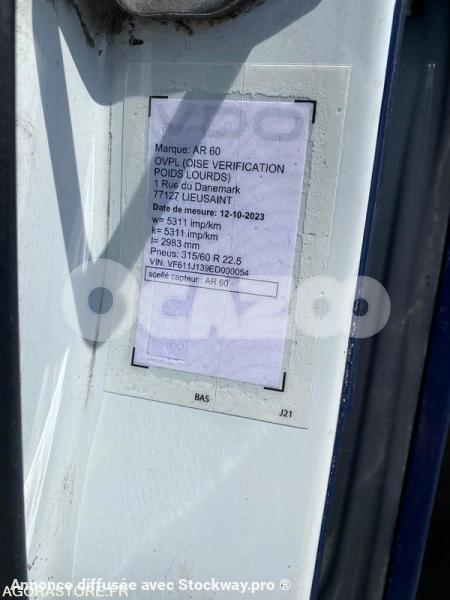 VDO
Marque: AR 60
OVPL (OISE VERIFICATION
POIDS LOURDS)
1 Rue du Danemark
77127 LIEUSAINT
Date de mesure: 12-10-2023
w= 5311 imp/km
k= 5311 imp/km
l= 2983 mm
Pneus: 315/60 R 22.5
VIN: VF611J139ED000054
scellé capteur : AR 60
OCAZOO
BAS
J21
Annonce diffusée avec Stockway.pro ®
AGORASTORE.FR